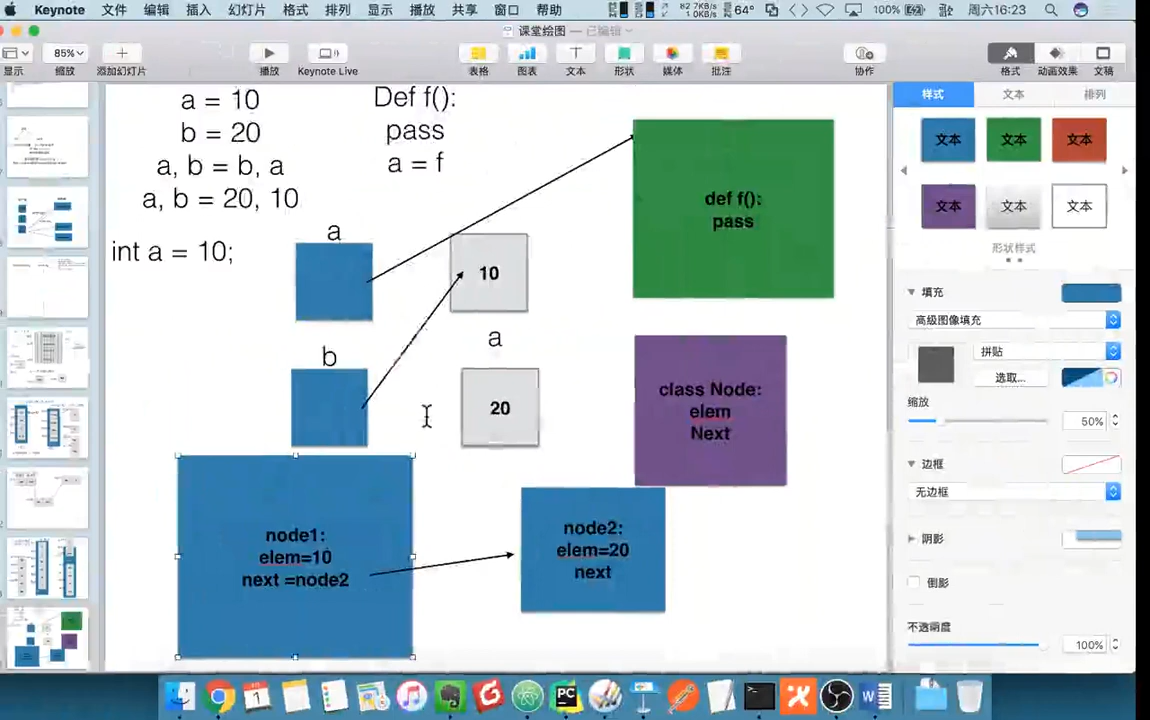 Keynote 文件 编辑 插入 幻灯片 格式 排列 显示 播放 共享 窗口 帮助 64° 100% 周六16:23
课堂绘图 — 已编辑
85%
显示 缩放 添加幻灯片 播放 Keynote Live 表格 图表 文本 形状 媒体 批注 协作 格式 动画效果 文稿
样式 文本 排列
a = 10
b = 20
a, b = b, a
a, b = 20, 10
int a = 10;
Def f():
pass
a = f
a
10
def f():
pass
b
a
20
class Node:
elem
Next
node1:
elem=10
next =node2
node2:
elem=20
next
文本 文本 文本
文本 文本 文本
形状样式
填充
高级图像填充
拼贴
选取...
缩放
50%
边框
无边框
阴影
倒影
不透明度
100%